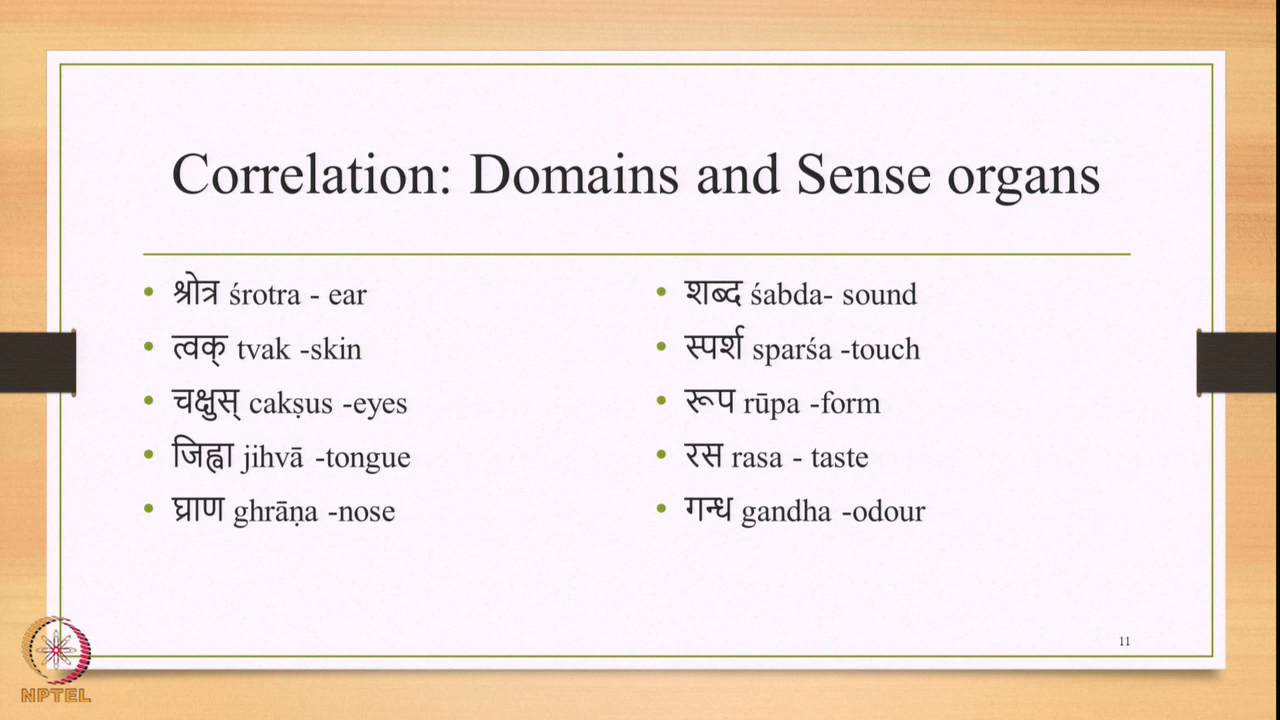 Correlation: Domains and Sense organs
• श्रोत्र śrotra - ear
• त्वक् tvak -skin
• चक्षुस् cakṣus -eyes
• जिह्वा jihvā -tongue
• घ्राण ghrāṇa -nose
• शब्द śabda- sound
• स्पर्श sparśa -touch
• रूप rūpa -form
• रस rasa - taste
• गन्ध gandha -odour
11
NPTEL